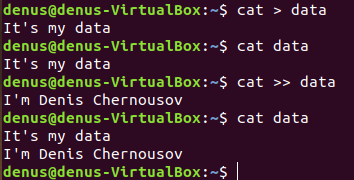 denus@denus-VirtualBox:~$ cat > data
It's my data
denus@denus-VirtualBox:~$ cat data
It's my data
denus@denus-VirtualBox:~$ cat >> data
I'm Denis Chernousov
denus@denus-VirtualBox:~$ cat data
It's my data
I'm Denis Chernousov
denus@denus-VirtualBox:~$